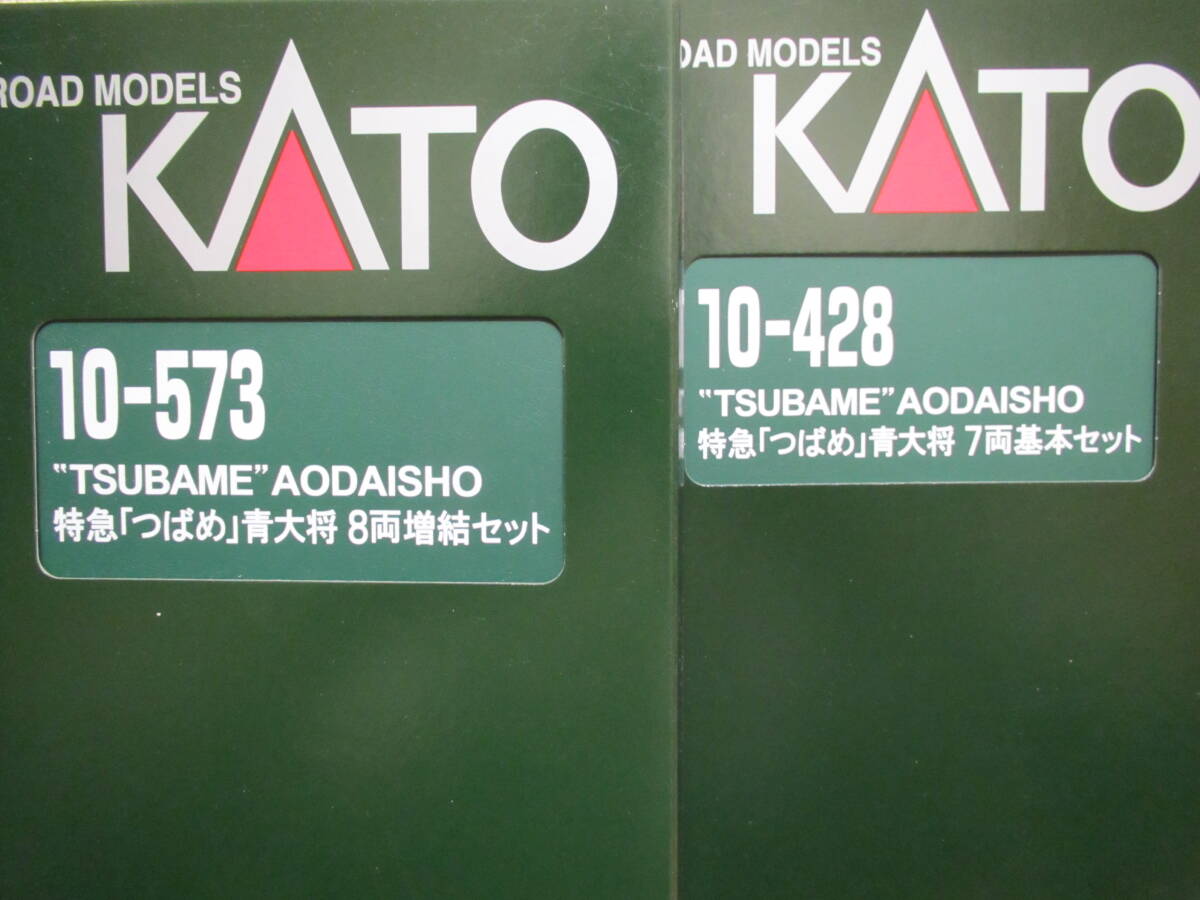 ROAD MODELS
KATO
10-573
“TSUBAME” AODAISHO
特急「つばめ」青大将 8両増結セット
OAD MODELS
KATO
10-428
“TSUBAME” AODAISHO
特急「つばめ」青大将 7両基本セット